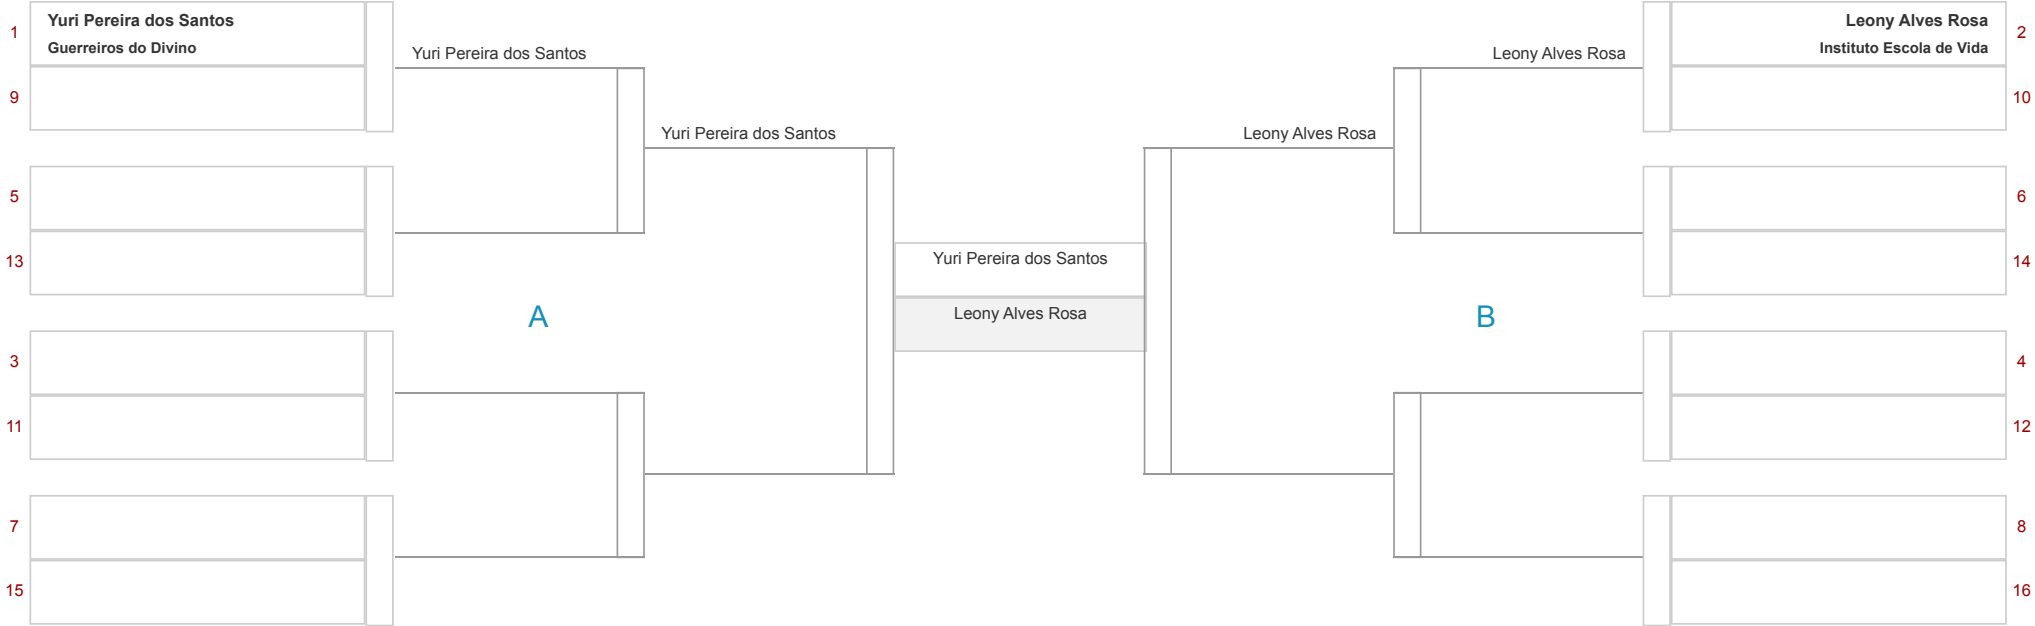 1
Yuri Pereira dos Santos
Guerreiros do Divino
9
5
13
3
11
7
15
Yuri Pereira dos Santos
Yuri Pereira dos Santos
A
Yuri Pereira dos Santos
Leony Alves Rosa
Leony Alves Rosa
Leony Alves Rosa
B
Leony Alves Rosa
Instituto Escola de Vida
2
10
6
14
4
12
8
16